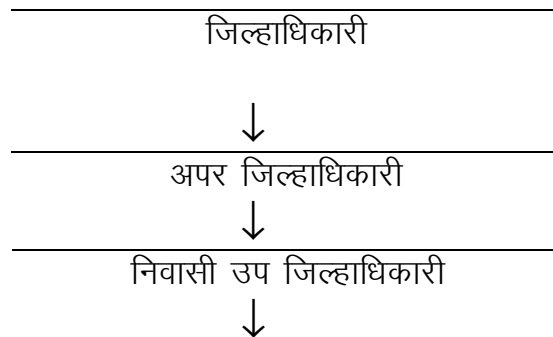 जिल्हाधिकारी
↓
अपर जिल्हाधिकारी
↓
निवासी उप जिल्हाधिकारी
↓